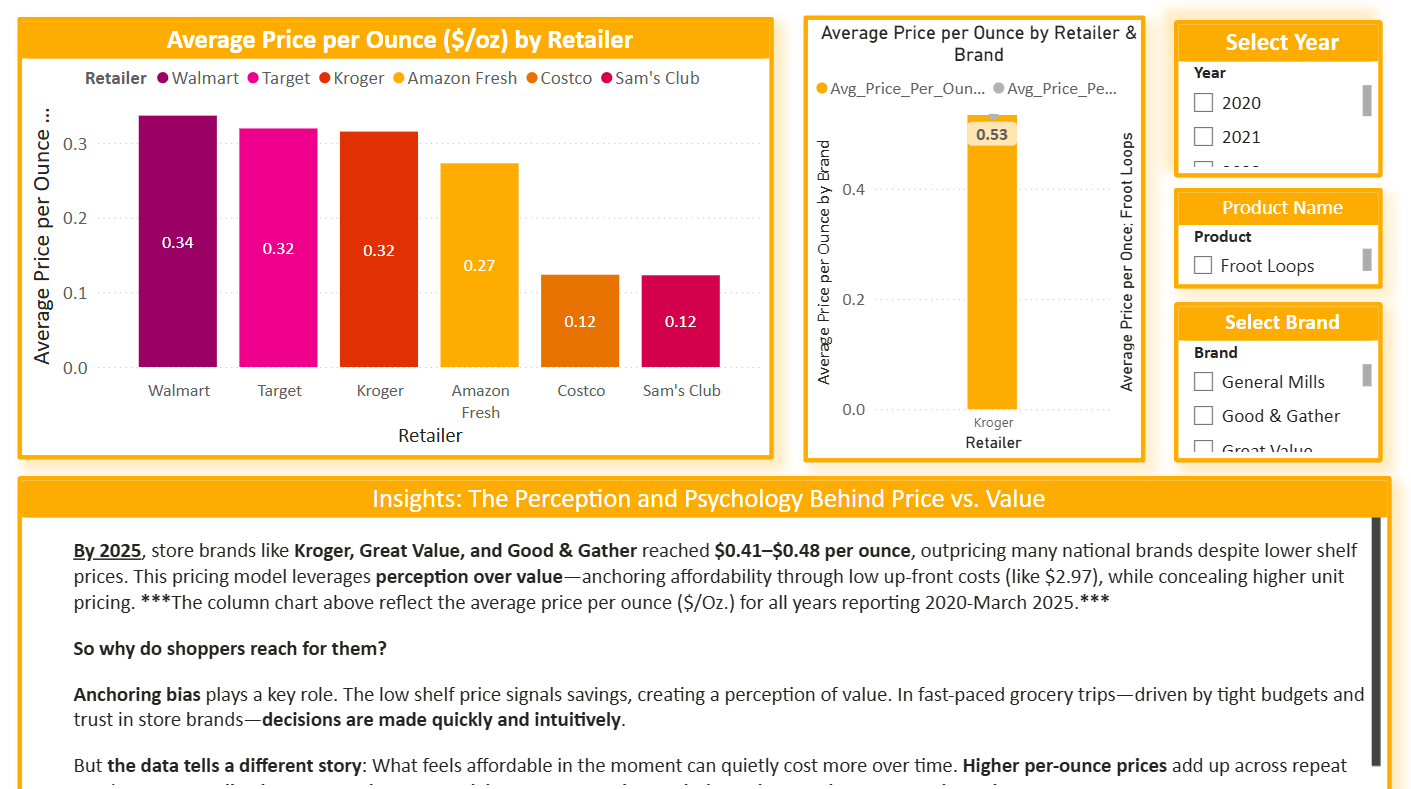 Average Price per Ounce ($/oz) by Retailer
Retailer Walmart Target Kroger Amazon Fresh Costco Sam's Club
Average Price per Ounce ...
0.3
0.2
0.1
0.0
0.34
0.32
0.32
0.27
0.12
0.12
Walmart
Target
Kroger
Amazon
Fresh
Costco
Sam's Club
Retailer
Average Price per Ounce by Retailer &
Brand
Avg_Price_Per_Oun... Avg_Price_Pe...
Average Price per Ounce by Brand
0.4
0.2
0.0
0.53
Kroger
Retailer
Average Price per Once: Froot Loops
Select Year
Year
2020
2021
Product Name
Product
Froot Loops
Select Brand
Brand
General Mills
Good & Gather
Great Value
Insights: The Perception and Psychology Behind Price vs. Value
By 2025, store brands like Kroger, Great Value, and Good & Gather reached $0.41–$0.48 per ounce, outpricing many national brands despite lower shelf
prices. This pricing model leverages perception over value—anchoring affordability through low up-front costs (like $2.97), while concealing higher unit
pricing. ***The column chart above reflect the average price per ounce ($/Oz.) for all years reporting 2020-March 2025.***
So why do shoppers reach for them?
Anchoring bias plays a key role. The low shelf price signals savings, creating a perception of value. In fast-paced grocery trips—driven by tight budgets and
trust in store brands—decisions are made quickly and intuitively.
But the data tells a different story: What feels affordable in the moment can quietly cost more over time. Higher per-ounce prices add up across repeat